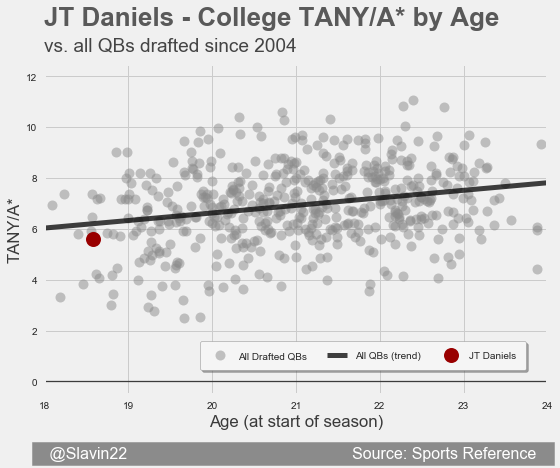 JT Daniels - College TANY/A* by Age
vs. all QBs drafted since 2004
12
10
8
6
4
2
0
TANY/A*
All Drafted QBs
All QBs (trend)
JT Daniels
18 19 20 21 22 23 24
Age (at start of season)
@Slavin22 Source: Sports Reference